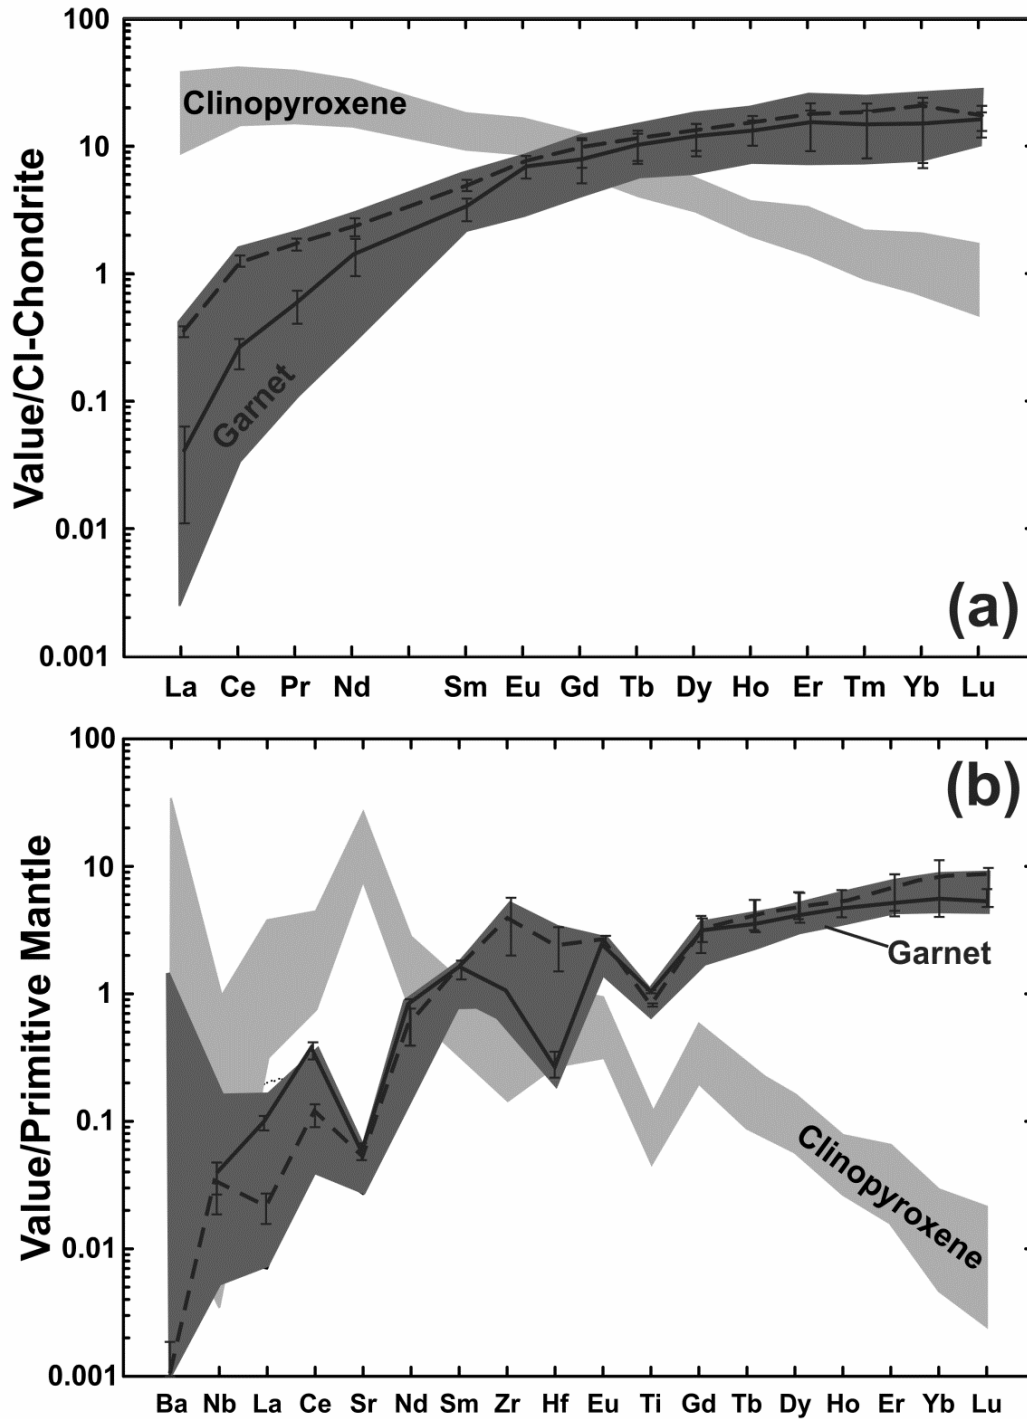 100
10
1
0.1
0.01
0.001
Value/CI-Chondrite
Clinopyroxene
Garnet
(a)
La Ce Pr Nd Sm Eu Gd Tb Dy Ho Er Tm Yb Lu
100
10
1
0.1
0.01
0.001
Value/Primitive Mantle
(b)
Garnet
Clinopyroxene
Ba Nb La Ce Sr Nd Sm Zr Hf Eu Ti Gd Tb Dy Ho Er Yb Lu